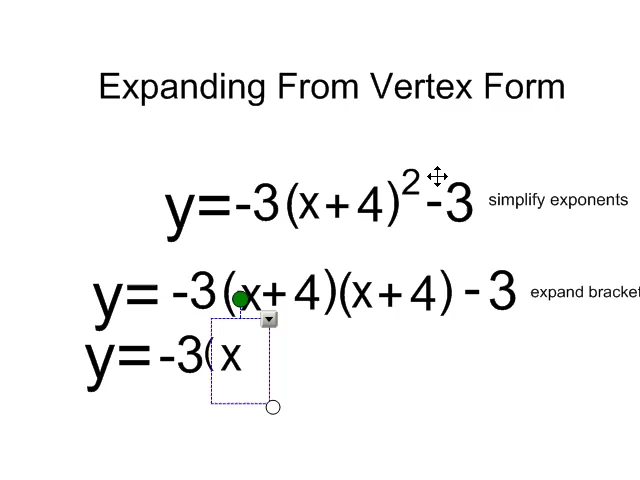 Expanding From Vertex Form
y=-3(x+4)²-3 simplify exponents
y= -3(x+4)(x+4) -3 expand bracket
y= -3(x